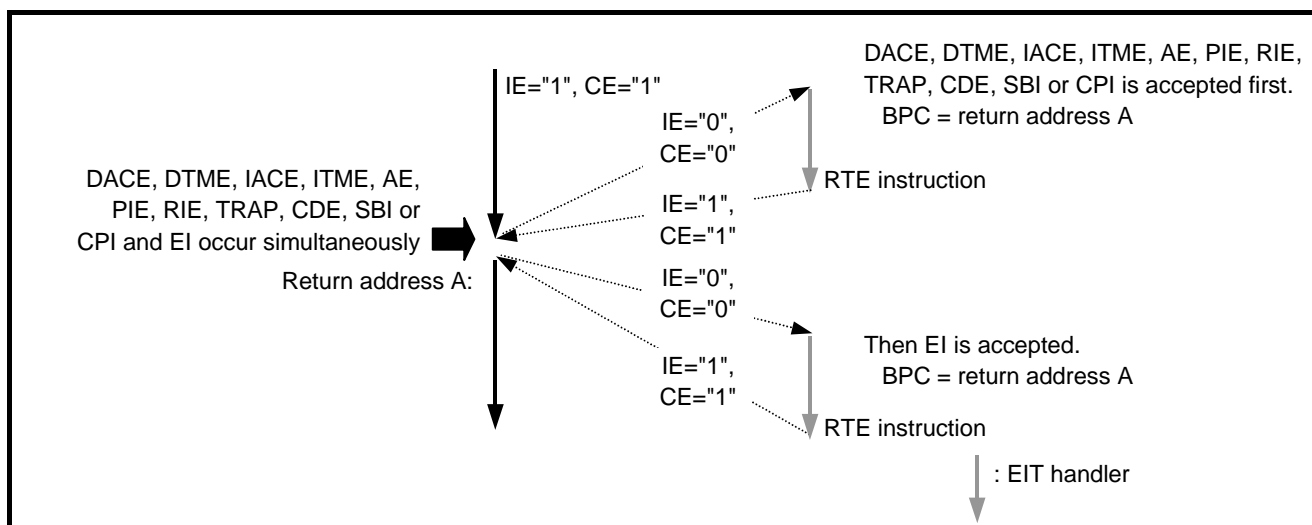 DACE, DTME, IACE, ITME, AE, PIE, RIE,
TRAP, CDE, SBI or CPI is accepted first.
BPC = return address A
IE="1", CE="1"
IE="0",
CE="0"
RTE instruction
DACE, DTME, IACE, ITME, AE,
PIE, RIE, TRAP, CDE, SBI or
CPI and EI occur simultaneously
IE="1",
CE="1"
Return address A:
IE="0",
CE="0"
Then EI is accepted.
BPC = return address A
IE="1",
CE="1"
RTE instruction
: EIT handler